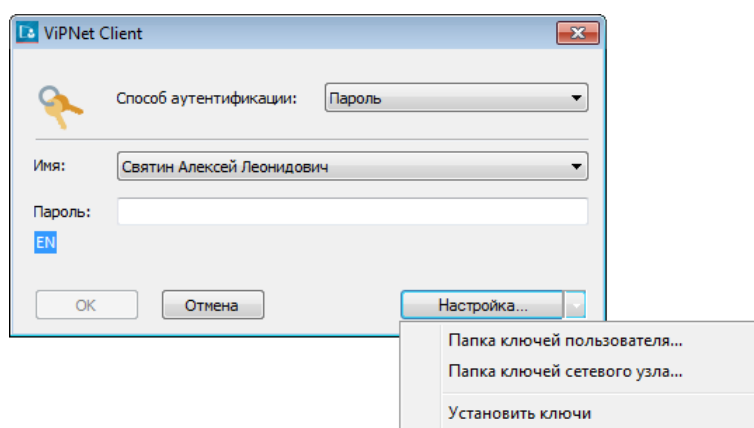 ViPNet Client
Способ аутентификации: Пароль
Имя: Святин Алексей Леонидович
Пароль:
EN
OK Отмена Настройка...
Папка ключей пользователя...
Папка ключей сетевого узла...
Установить ключи